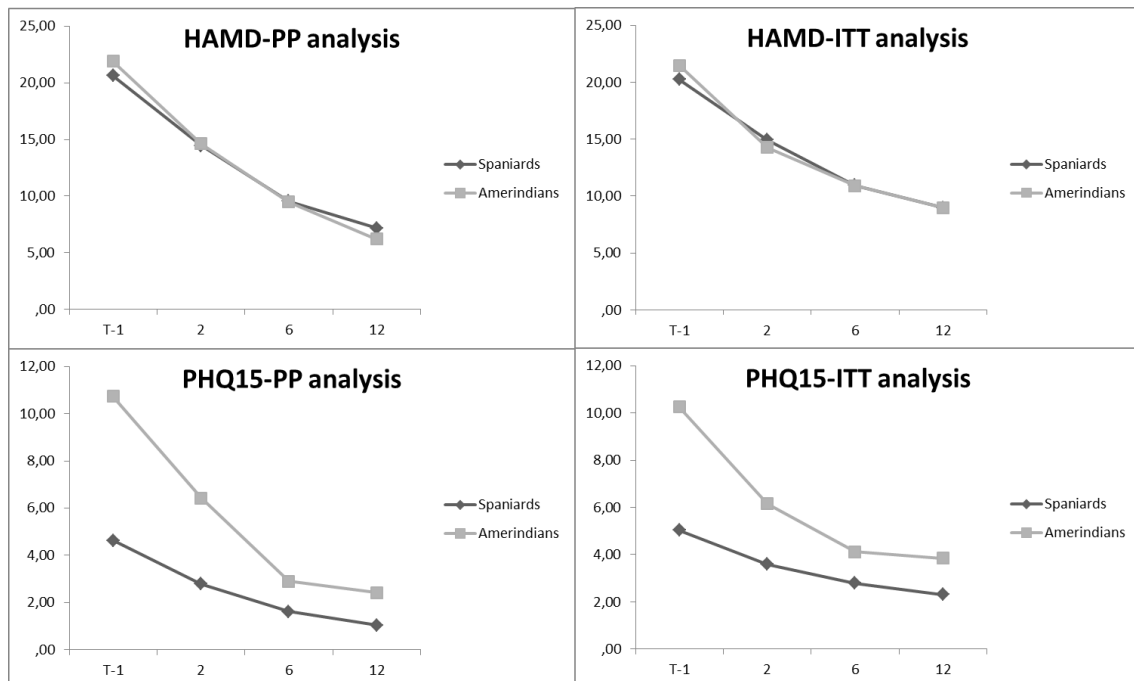 HAMD-PP analysis
25,00
20,00
15,00
10,00
5,00
,00
T-1 2 6 12
Spaniards
Amerindians
HAMD-ITT analysis
25,00
20,00
15,00
10,00
5,00
,00
T-1 2 6 12
Spaniards
Amerindians
PHQ15-PP analysis
12,00
10,00
8,00
6,00
4,00
2,00
,00
T-1 2 6 12
Spaniards
Amerindians
PHQ15-ITT analysis
12,00
10,00
8,00
6,00
4,00
2,00
,00
T-1 2 6 12
Spaniards
Amerindians